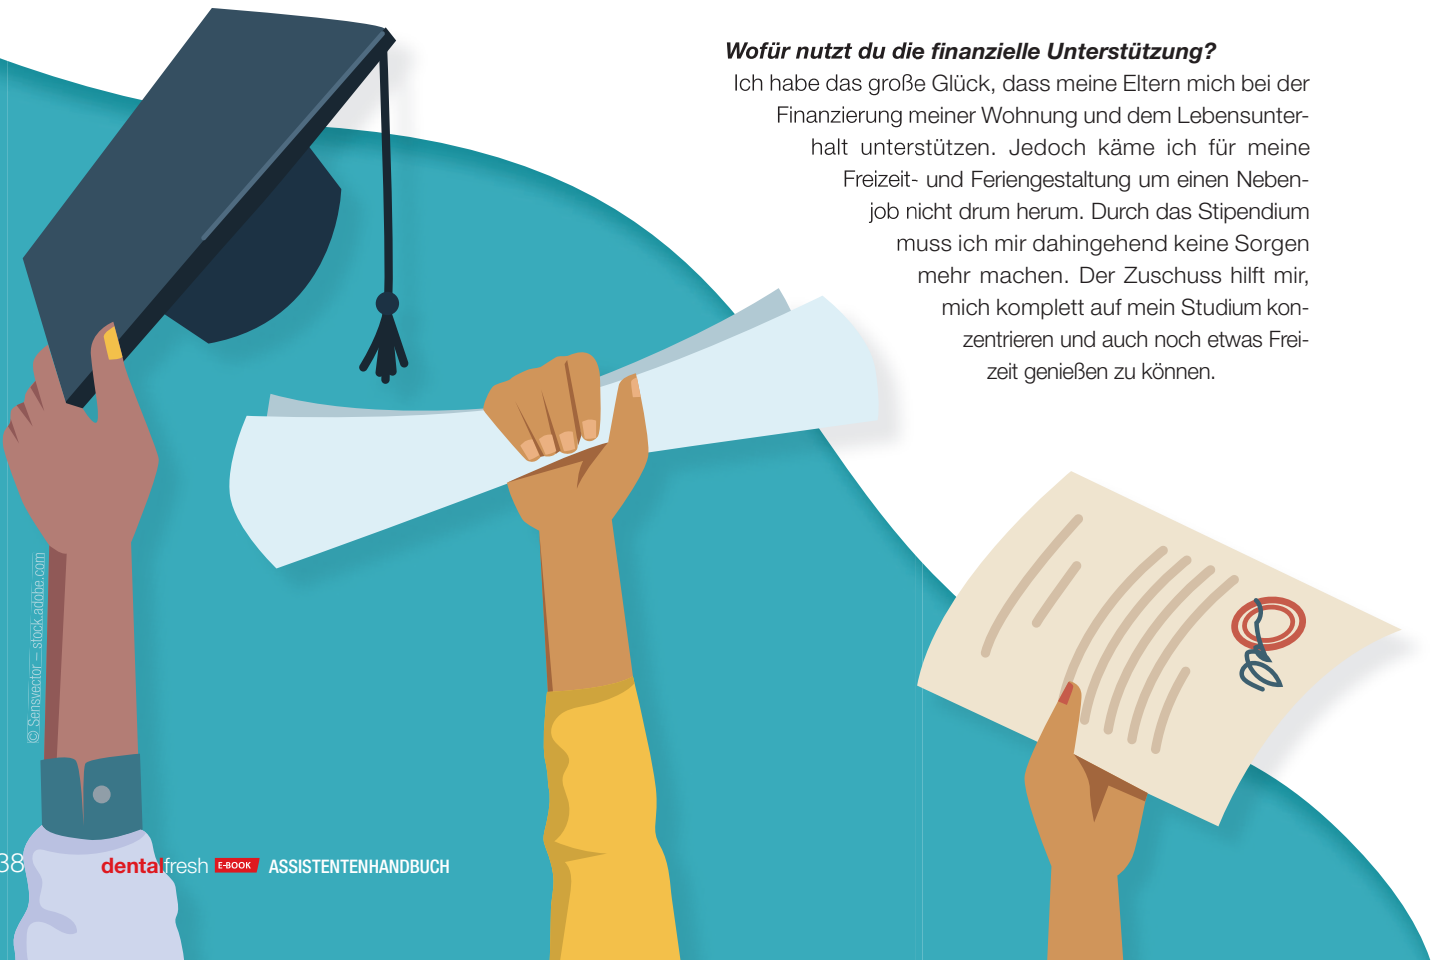 Wofür nutzt du die finanzielle Unterstützung?
Ich habe das große Glück, dass meine Eltern mich bei der
Finanzierung meiner Wohnung und dem Lebensunter-
halt unterstützen. Jedoch käme ich für meine
Freizeit- und Feriengestaltung um einen Neben-
job nicht drum herum. Durch das Stipendium
muss ich mir dahingehend keine Sorgen
mehr machen. Der Zuschuss hilft mir,
mich komplett auf mein Studium kon-
zentrieren und auch noch etwas Frei-
zeit genießen zu können.
© Sensvector – stock.adobe.com
38
dentalfresh E-BOOK ASSISTENTENHANDBUCH